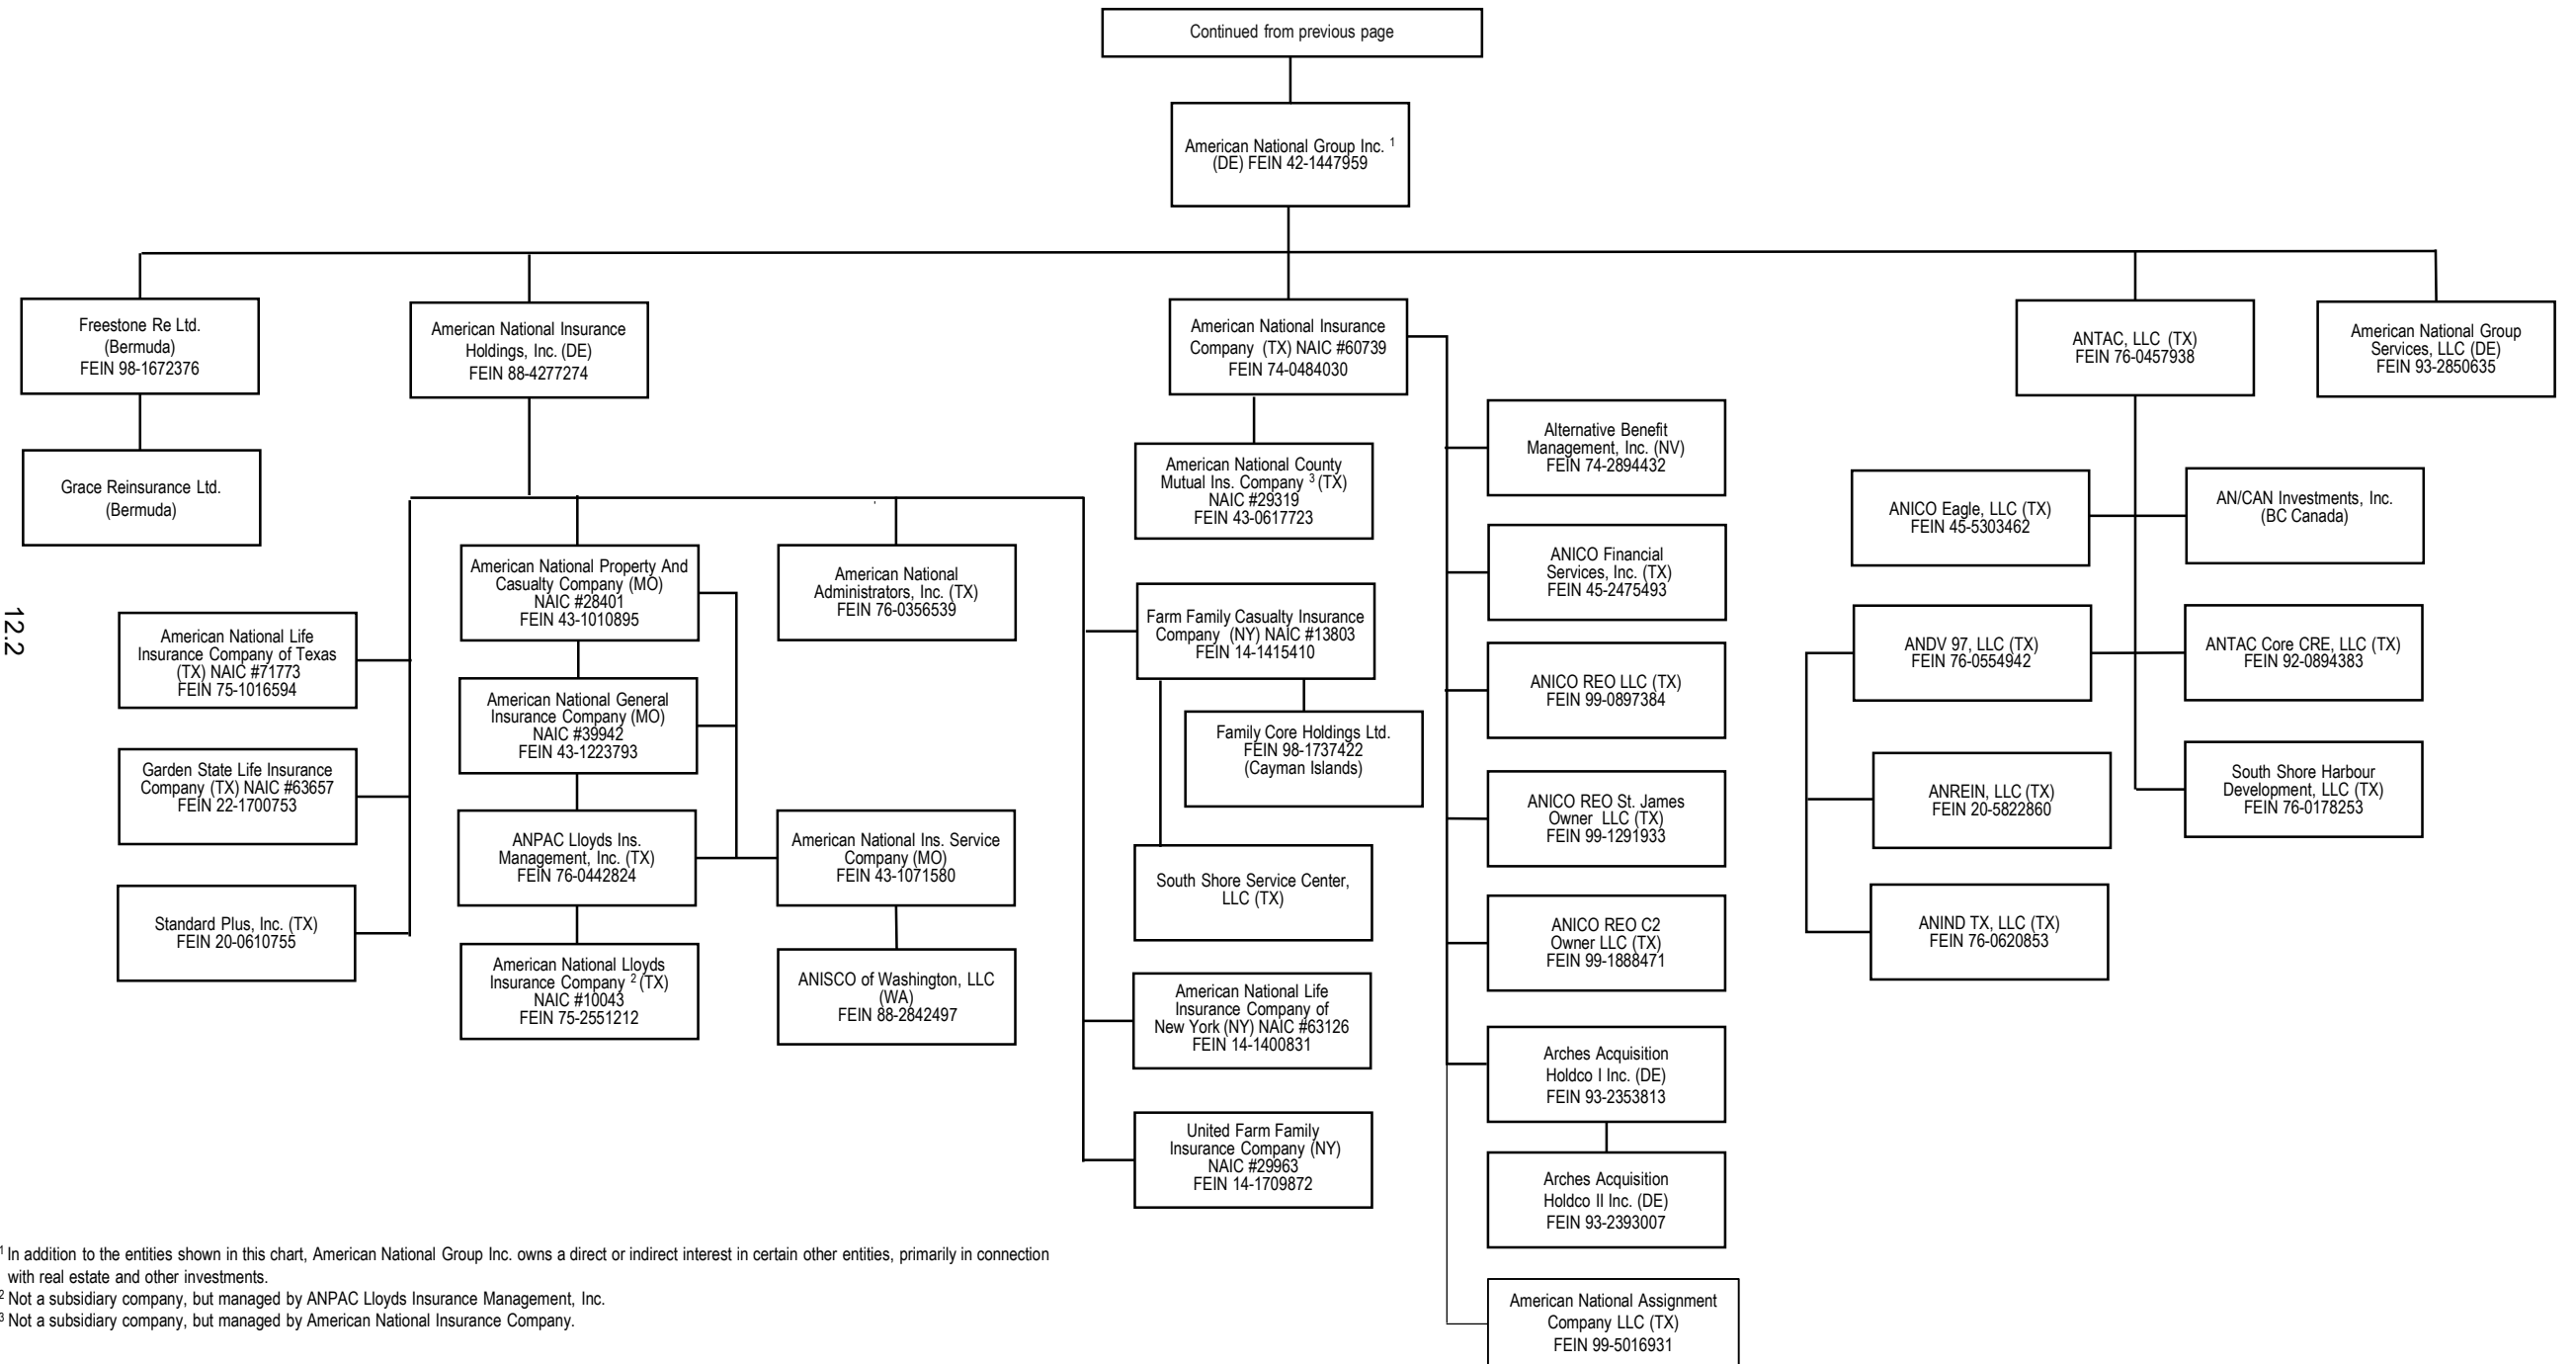 Continued from previous page
American National Group Inc. 1
(DE) FEIN 42-1447959
Freestone Re Ltd.
(Bermuda)
FEIN 98-1672376
American National Insurance
Holdings, Inc. (DE)
FEIN 88-4277274
American National Insurance
Company (TX) NAIC #60739
FEIN 74-0484030
ANTAC, LLC (TX)
FEIN 76-0457938
American National Group
Services, LLC (DE)
FEIN 93-2850635
Grace Reinsurance Ltd.
(Bermuda)
American National County
Mutual Ins. Company 3 (TX)
NAIC #29319
FEIN 43-0617723
Alternative Benefit
Management, Inc. (NV)
FEIN 74-2894432
ANICO Eagle, LLC (TX)
FEIN 45-5303462
AN/CAN Investments, Inc.
(BC Canada)
American National Property And
Casualty Company (MO)
NAIC #28401
FEIN 43-1010895
American National
Administrators, Inc. (TX)
FEIN 76-0356539
ANICO Financial
Services, Inc. (TX)
FEIN 45-2475493
Farm Family Casualty Insurance
Company (NY) NAIC #13803
FEIN 14-1415410
American National Life
Insurance Company of Texas
(TX) NAIC #71773
FEIN 75-1016594
ANDV 97, LLC (TX)
FEIN 76-0554942
ANTAC Core CRE, LLC (TX)
FEIN 92-0894383
12.2
American National General
Insurance Company (MO)
NAIC #39942
FEIN 43-1223793
ANICO REO LLC (TX)
FEIN 99-0897384
Family Core Holdings Ltd.
FEIN 98-1737422
(Cayman Islands)
Garden State Life Insurance
Company (TX) NAIC #63657
FEIN 22-1700753
ANREIN, LLC (TX)
FEIN 20-5822860
South Shore Harbour
Development, LLC (TX)
FEIN 76-0178253
ANPAC Lloyds Ins.
Management, Inc. (TX)
FEIN 76-0442824
American National Ins. Service
Company (MO)
FEIN 43-1071580
ANICO REO St. James
Owner LLC (TX)
FEIN 99-1291933
South Shore Service Center,
LLC (TX)
Standard Plus, Inc. (TX)
FEIN 20-0610755
ANIND TX, LLC (TX)
FEIN 76-0620853
American National Lloyds
Insurance Company 2 (TX)
NAIC #10043
FEIN 75-2551212
ANISCO of Washington, LLC
(WA)
FEIN 88-2842497
ANICO REO C2
Owner LLC (TX)
FEIN 99-1888471
American National Life
Insurance Company of
New York (NY) NAIC #63126
FEIN 14-1400831
Arches Acquisition
Holdco I Inc. (DE)
FEIN 93-2353813
United Farm Family
Insurance Company (NY)
NAIC #29963
FEIN 14-1709872
Arches Acquisition
Holdco II Inc. (DE)
FEIN 93-2393007
American National Assignment
Company LLC (TX)
FEIN 99-5016931
1 In addition to the entities shown in this chart, American National Group Inc. owns a direct or indirect interest in certain other entities, primarily in connection
with real estate and other investments.
2 Not a subsidiary company, but managed by ANPAC Lloyds Insurance Management, Inc.
3 Not a subsidiary company, but managed by American National Insurance Company.